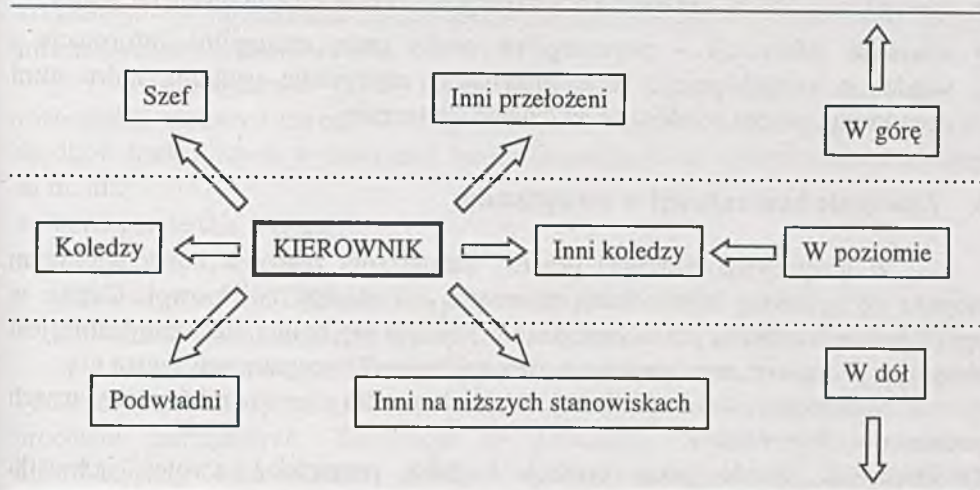 Szef
Inni przełożeni
W górę
Koledzy
KIEROWNIK
Inni koledzy
W poziomie
Podwładni
Inni na niższych stanowiskach
W dół